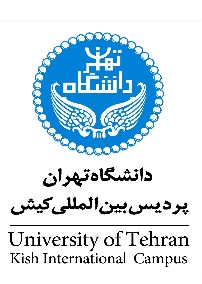 دانشگاه تهران
دانشگاه تهران
پردیس بین‌المللی کیش
University of Tehran
Kish International Campus